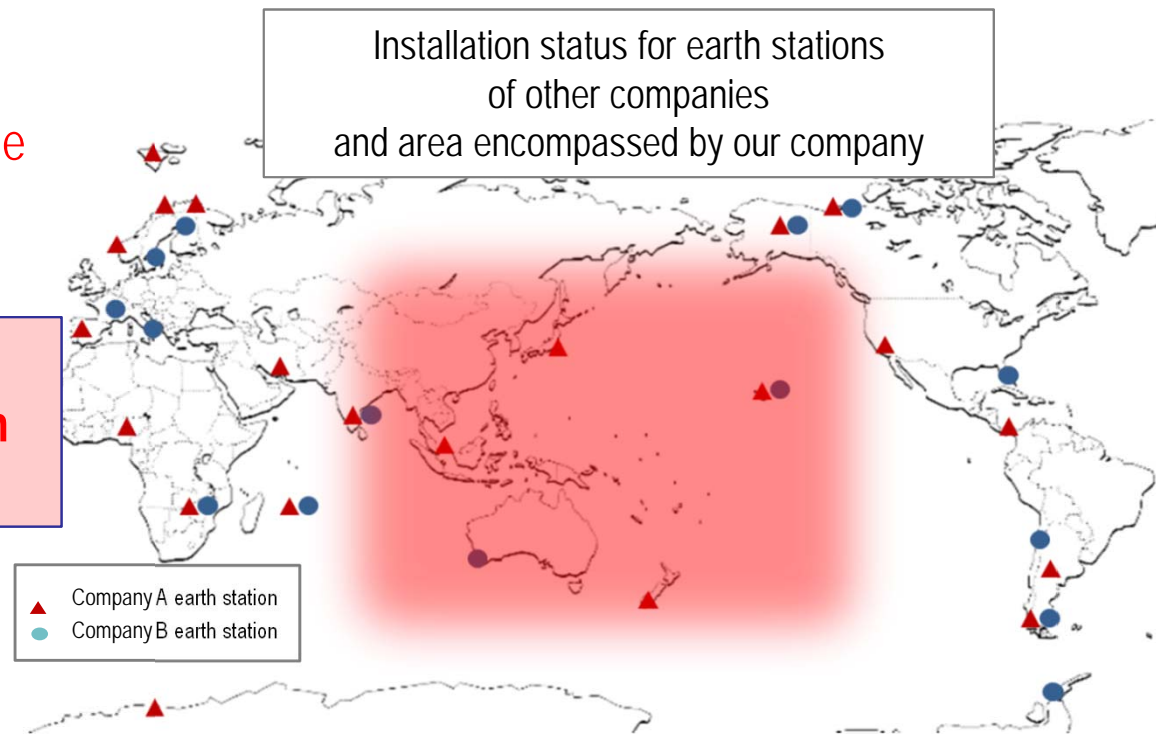 Installation status for earth stations
of other companies
and area encompassed by our company
e
n
Company A earth station
Company B earth station